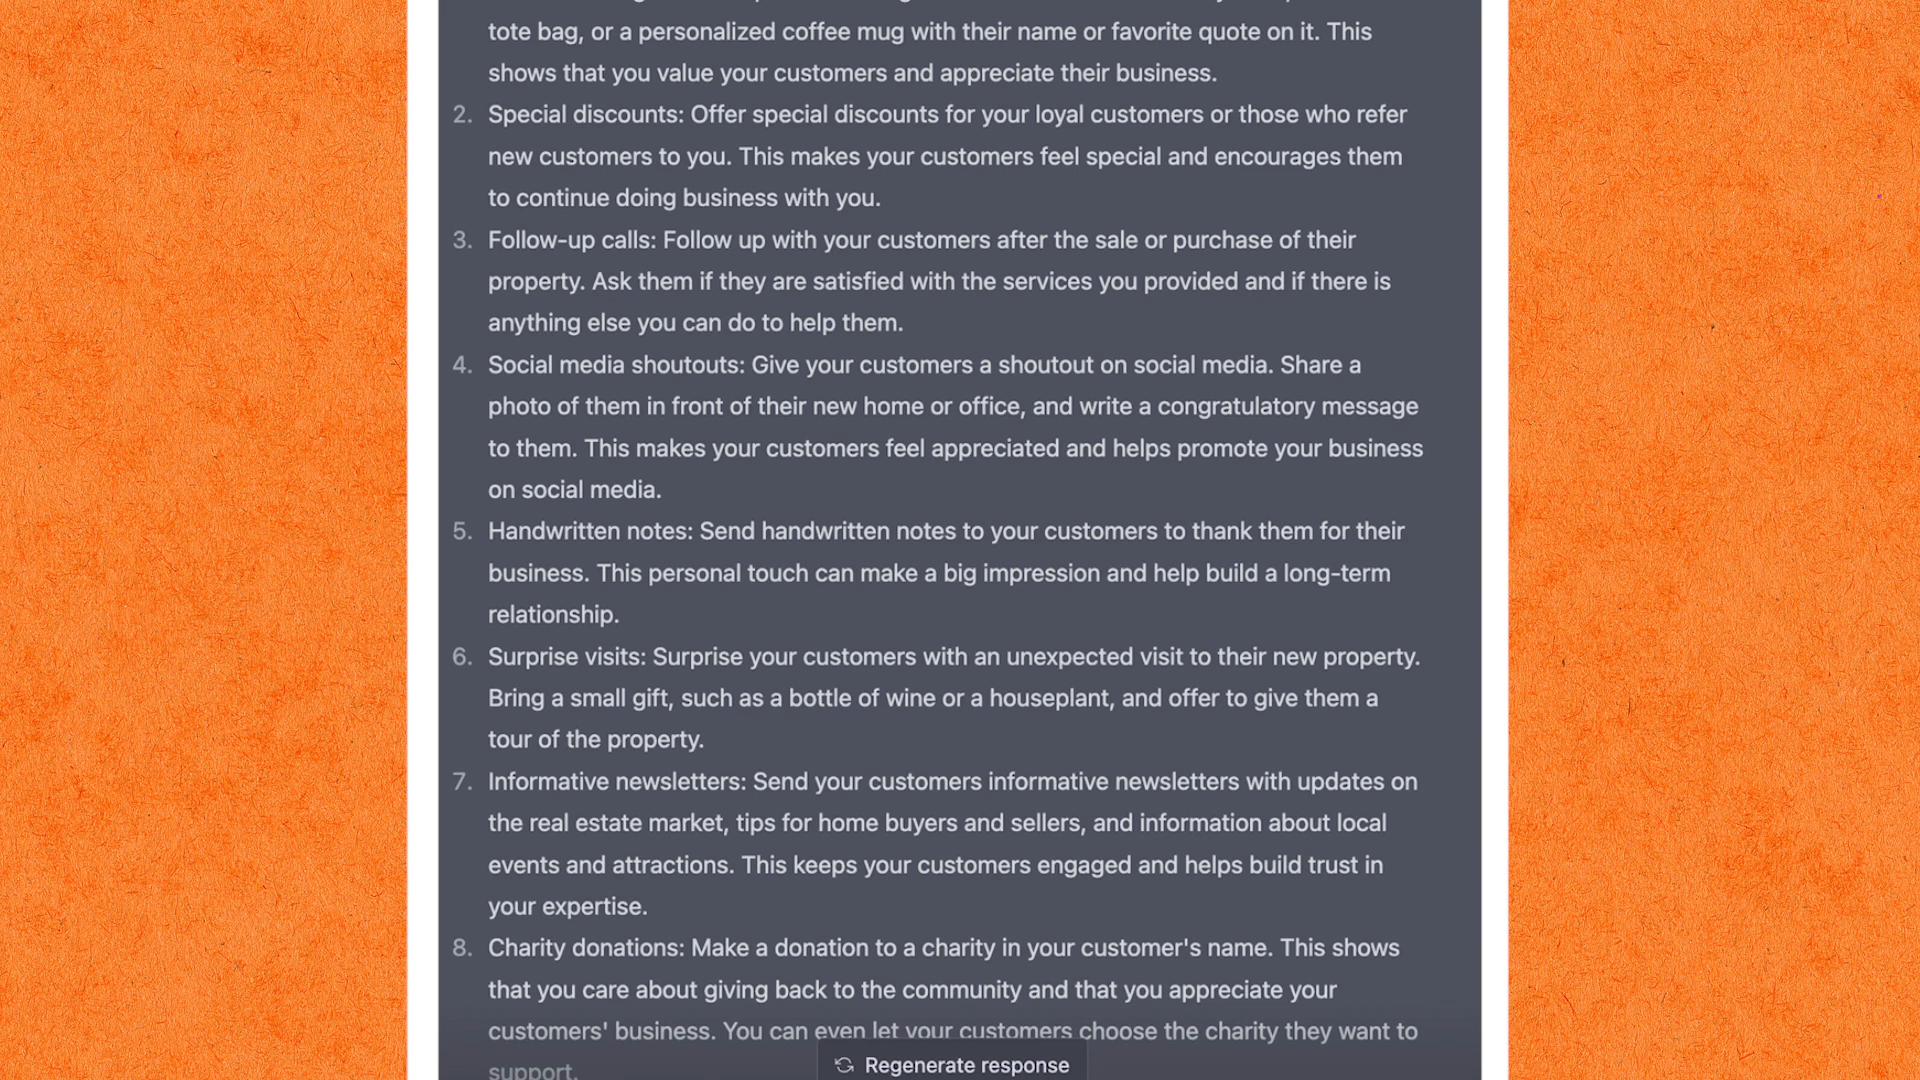 tote bag, or a personalized coffee mug with their name or favorite quote on it. This
shows that you value your customers and appreciate their business.
2. Special discounts: Offer special discounts for your loyal customers or those who refer
new customers to you. This makes your customers feel special and encourages them
to continue doing business with you.
3. Follow-up calls: Follow up with your customers after the sale or purchase of their
property. Ask them if they are satisfied with the services you provided and if there is
anything else you can do to help them.
4. Social media shoutouts: Give your customers a shoutout on social media. Share a
photo of them in front of their new home or office, and write a congratulatory message
to them. This makes your customers feel appreciated and helps promote your business
on social media.
5. Handwritten notes: Send handwritten notes to your customers to thank them for their
business. This personal touch can make a big impression and help build a long-term
relationship.
6. Surprise visits: Surprise your customers with an unexpected visit to their new property.
Bring a small gift, such as a bottle of wine or a houseplant, and offer to give them a
tour of the property.
7. Informative newsletters: Send your customers informative newsletters with updates on
the real estate market, tips for home buyers and sellers, and information about local
events and attractions. This keeps your customers engaged and helps build trust in
your expertise.
8. Charity donations: Make a donation to a charity in your customer's name. This shows
that you care about giving back to the community and that you appreciate your
customers' business. You can even let your customers choose the charity they want to
support.
Regenerate response